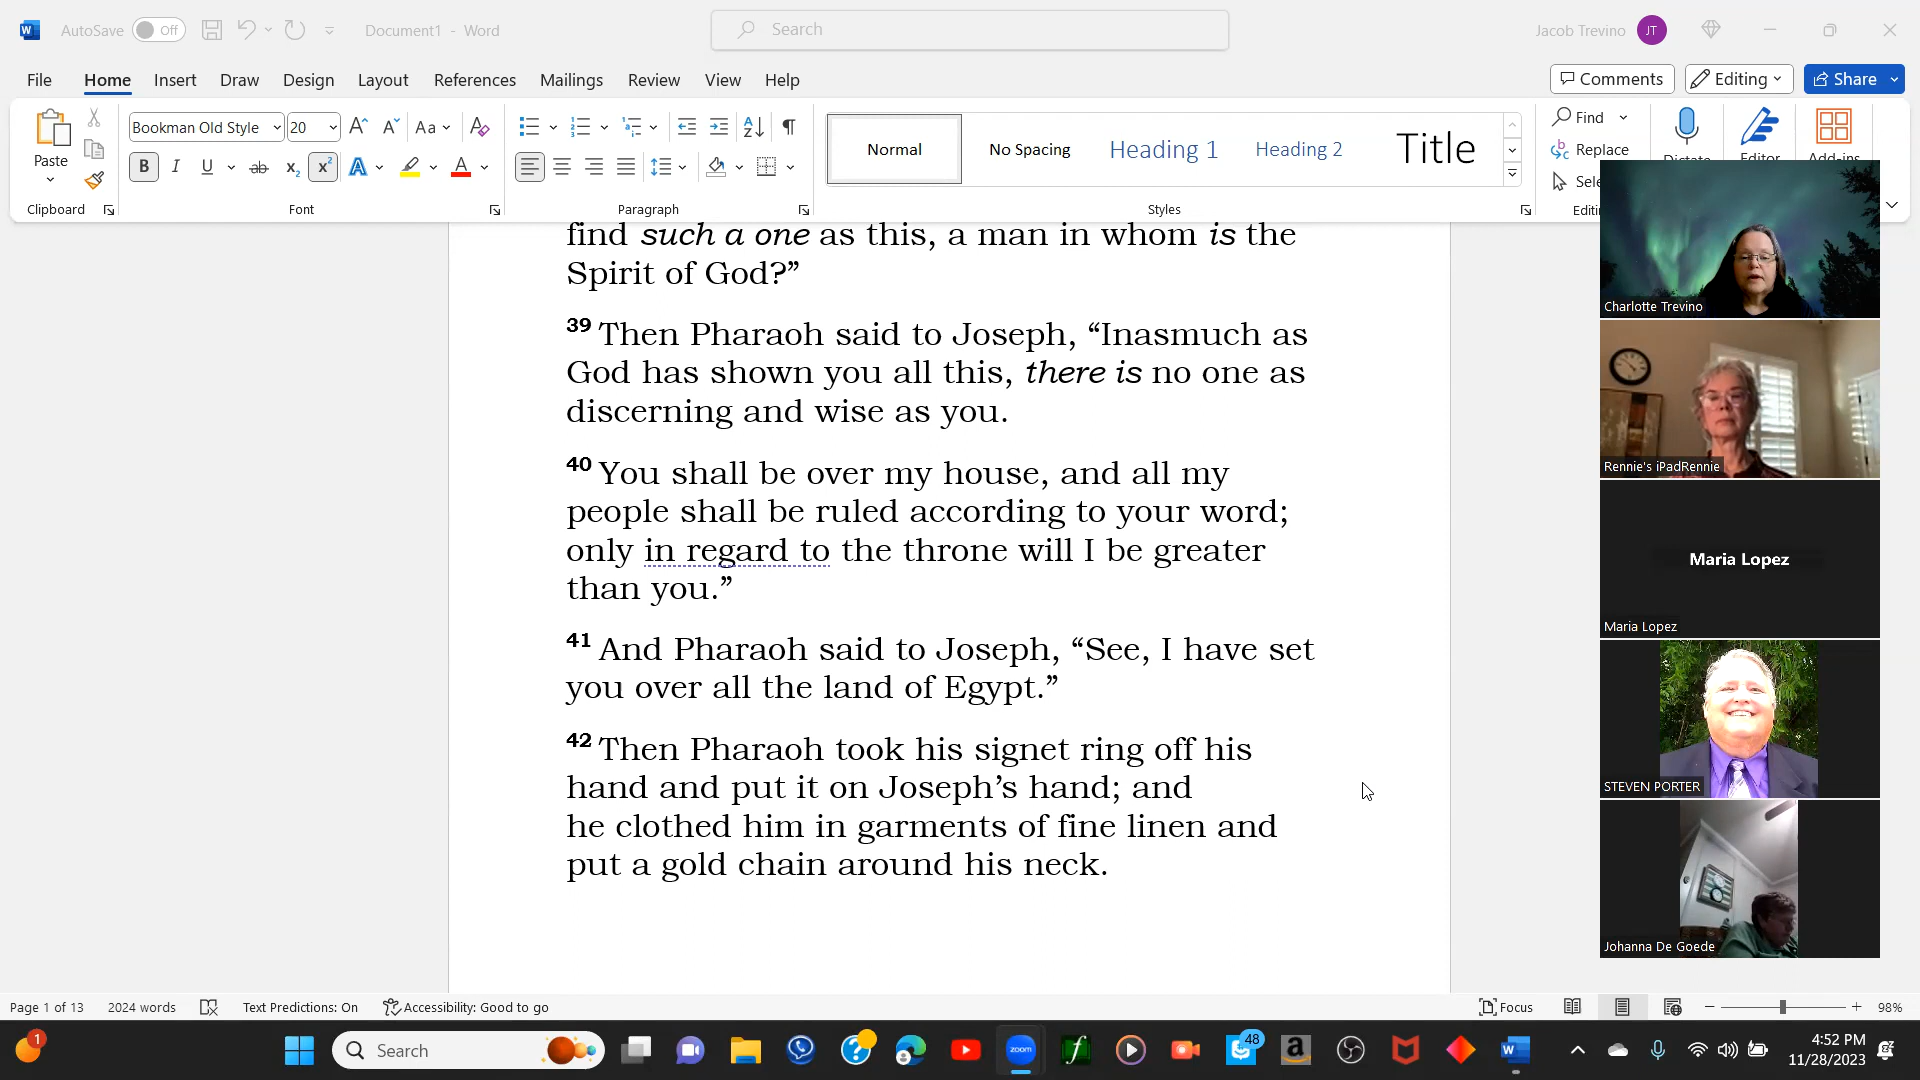 AutoSave Off Document1 - Word Search Jacob Trevino JT
File Home Insert Draw Design Layout References Mailings Review View Help Comments Editing Share
Paste
Clipboard
Bookman Old Style 20
Font
Paragraph
Normal No Spacing Heading 1 Heading 2 Title
Styles
Find
Replace
Dictate Editor Add-ins
find such a one as this, a man in whom is the
Spirit of God?”
39 Then Pharaoh said to Joseph, “Inasmuch as
God has shown you all this, there is no one as
discerning and wise as you.
40 You shall be over my house, and all my
people shall be ruled according to your word;
only in regard to the throne will I be greater
than you.”
41 And Pharaoh said to Joseph, “See, I have set
you over all the land of Egypt.”
42 Then Pharaoh took his signet ring off his
hand and put it on Joseph’s hand; and
he clothed him in garments of fine linen and
put a gold chain around his neck.
Charlotte Trevino
Rennie's iPadRennie
Maria Lopez
Maria Lopez
STEVEN PORTER
Johanna De Goede
Page 1 of 13 2024 words Text Predictions: On Accessibility: Good to go Focus 98%
1 Search zoom 48 4:52 PM
11/28/2023